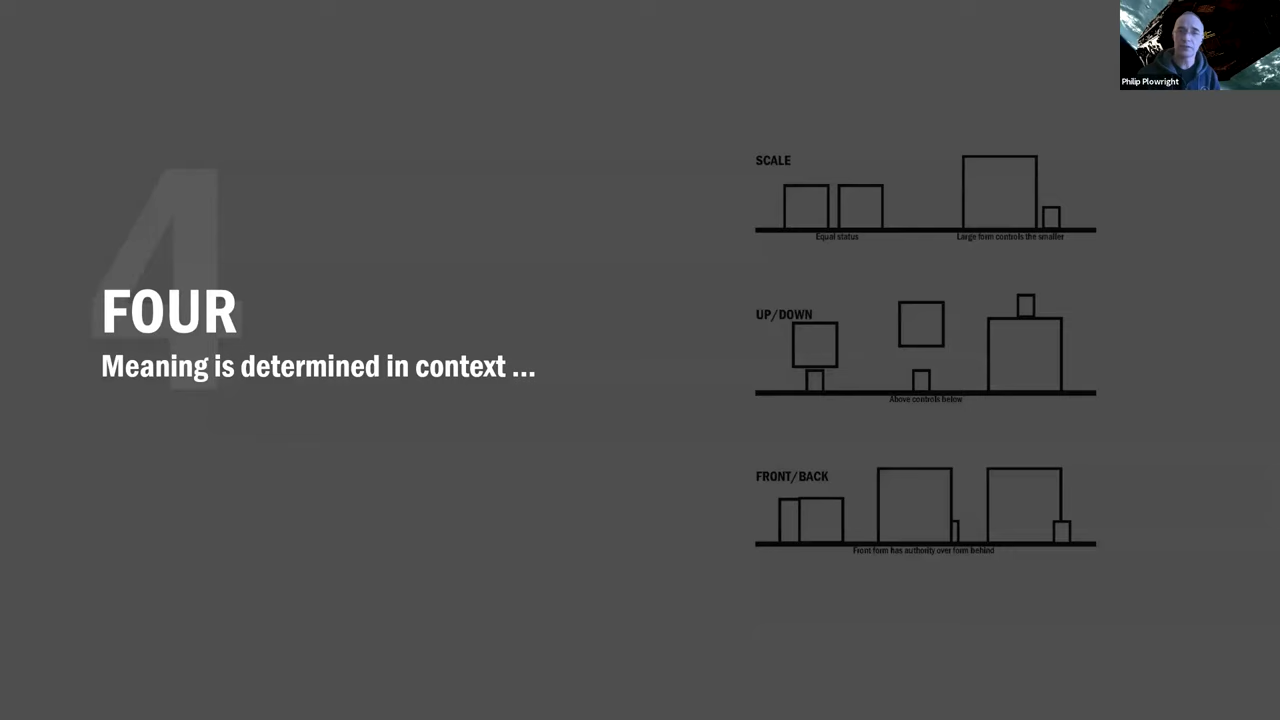 Philip Plowright
4
FOUR
Meaning is determined in context ...
SCALE
Equal status
Large form controls the smaller
UP/DOWN
Above controls below
FRONT/BACK
Front form has authority over form behind